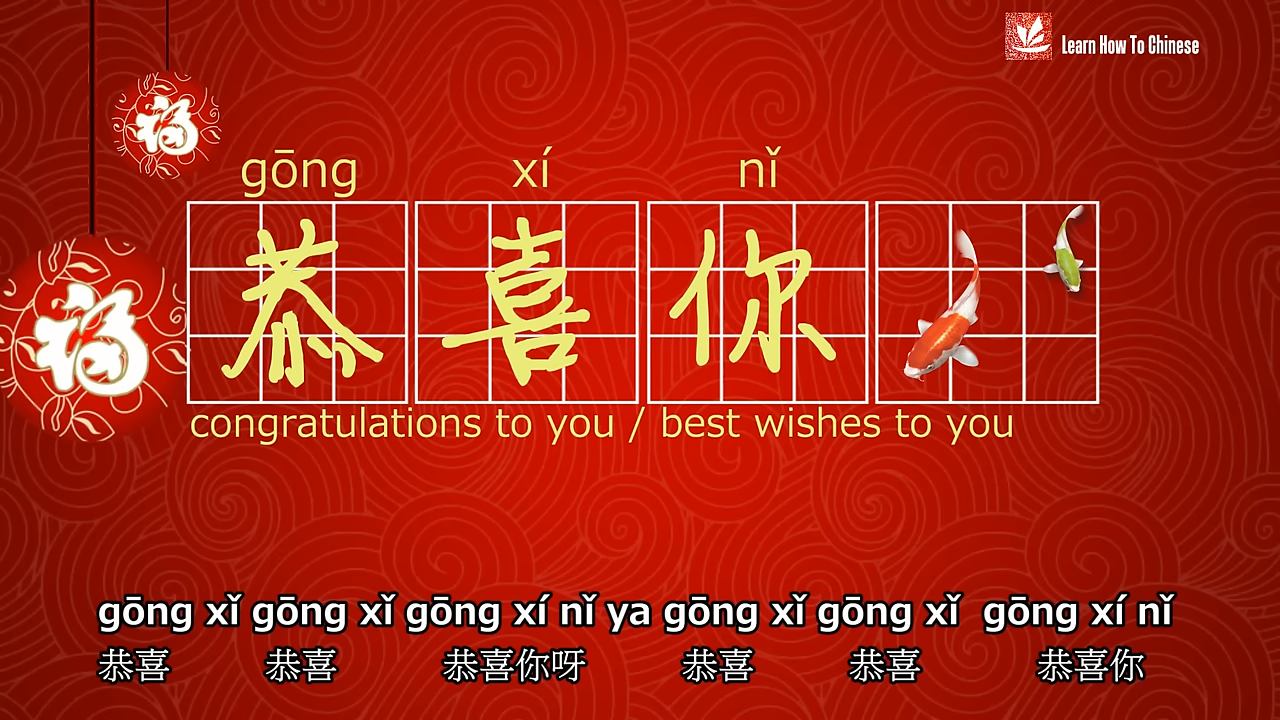 Learn How To Chinese
福
福
gōng xí nǐ
恭喜你
congratulations to you / best wishes to you
gōng xǐ gōng xǐ gōng xí nǐ ya gōng xǐ gōng xǐ gōng xí nǐ
恭喜 恭喜 恭喜你呀 恭喜 恭喜 恭喜你